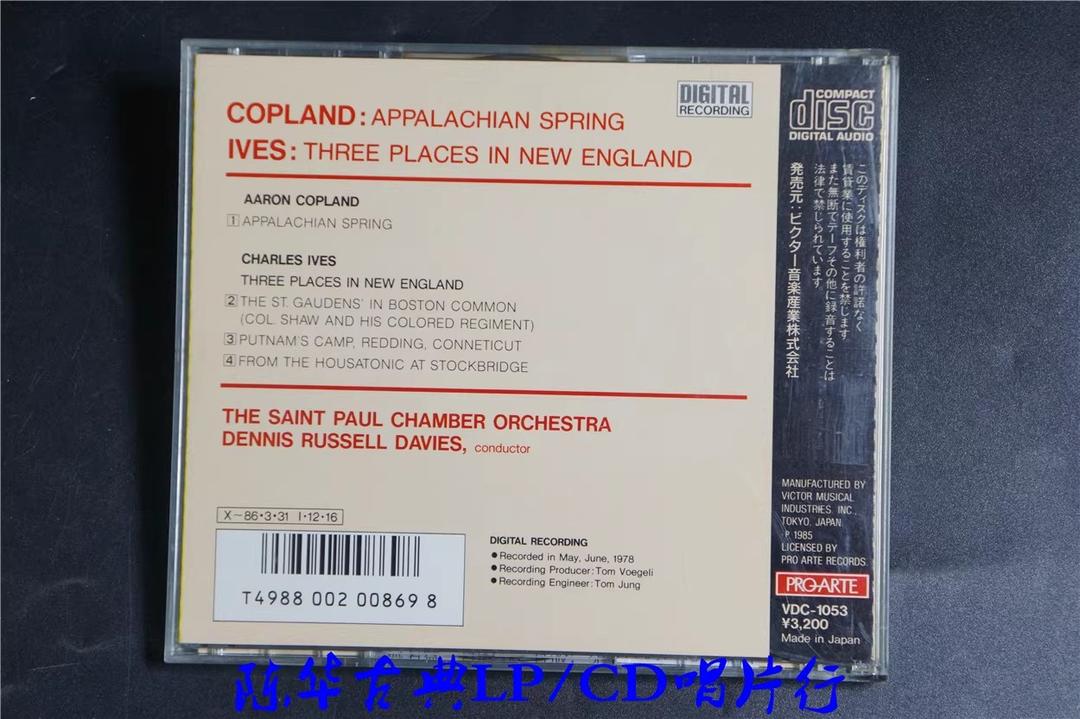 COPLAND: APPALACHIAN SPRING
IVES: THREE PLACES IN NEW ENGLAND
DIGITAL
RECORDING
AARON COPLAND
1 APPALACHIAN SPRING
CHARLES IVES
THREE PLACES IN NEW ENGLAND
2 THE ST. GAUDENS' IN BOSTON COMMON
(COL. SHAW AND HIS COLORED REGIMENT)
3 PUTNAM'S CAMP, REDDING, CONNETICUT
4 FROM THE HOUSATONIC AT STOCKBRIDGE
THE SAINT PAUL CHAMBER ORCHESTRA
DENNIS RUSSELL DAVIES, conductor
X-86・3・31 I・12・16
T4988 002 00869 8
DIGITAL RECORDING
● Recorded in May, June, 1978
● Recording Producer: Tom Voegeli
● Recording Engineer: Tom Jung
COMPACT
disc
DIGITAL AUDIO
このディスクは権利者の許諾なく
賃貸業に使用することを禁じます
また無断でテープその他に録音することは
法律で禁じられています。
発売元:ビクター音楽産業株式会社
MANUFACTURED BY
VICTOR MUSICAL
INDUSTRIES, INC.,
TOKYO, JAPAN
℗ 1985
LICENSED BY
PRO ARTE RECORDS.
PRO-ARTE
VDC-1053
¥3,200
Made in Japan
陈华古典LP/CD唱片行